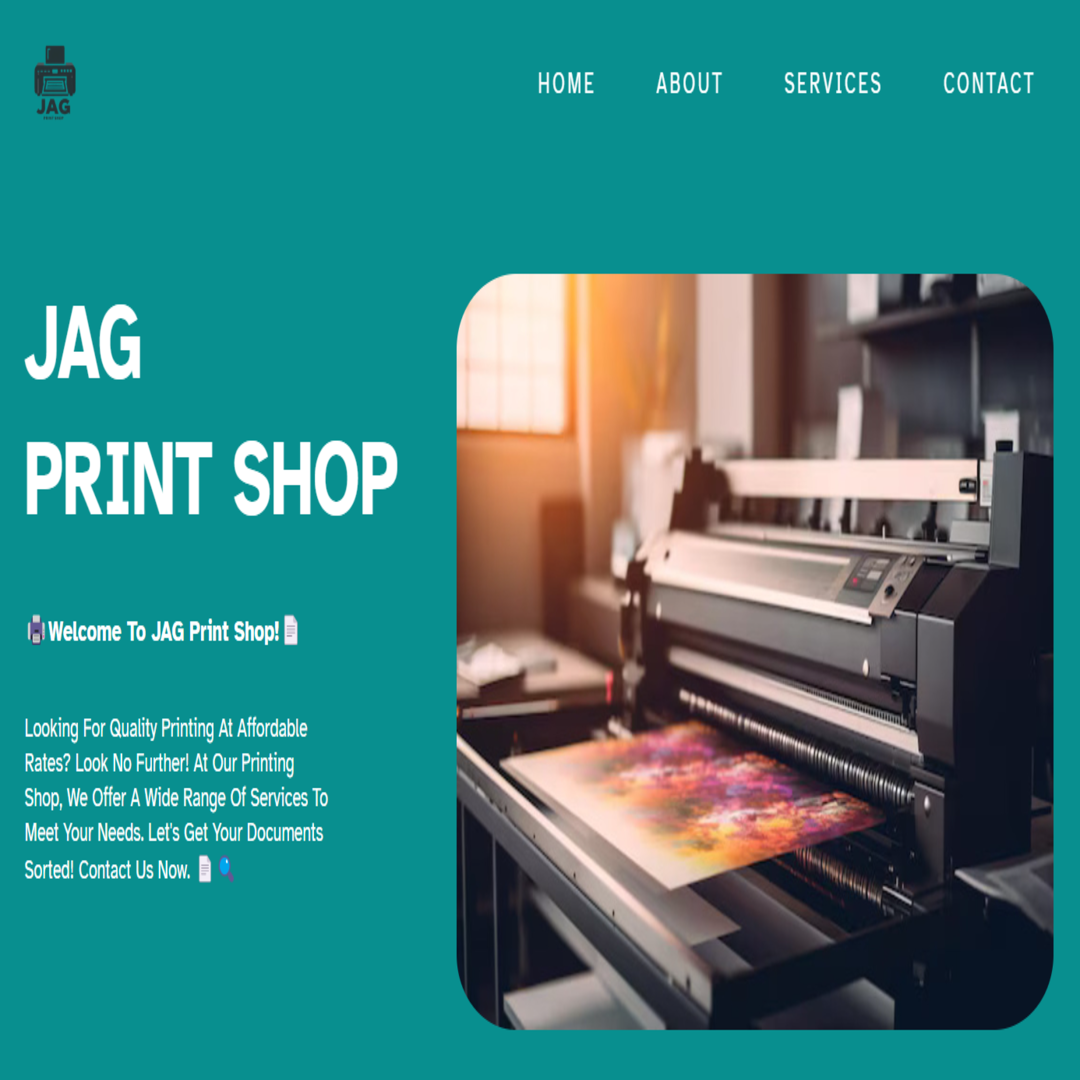 JAG
HOME ABOUT SERVICES CONTACT
JAG
PRINT SHOP
Welcome To JAG Print Shop!
Looking For Quality Printing At Affordable
Rates? Look No Further! At Our Printing
Shop, We Offer A Wide Range Of Services To
Meet Your Needs. Let's Get Your Documents
Sorted! Contact Us Now.